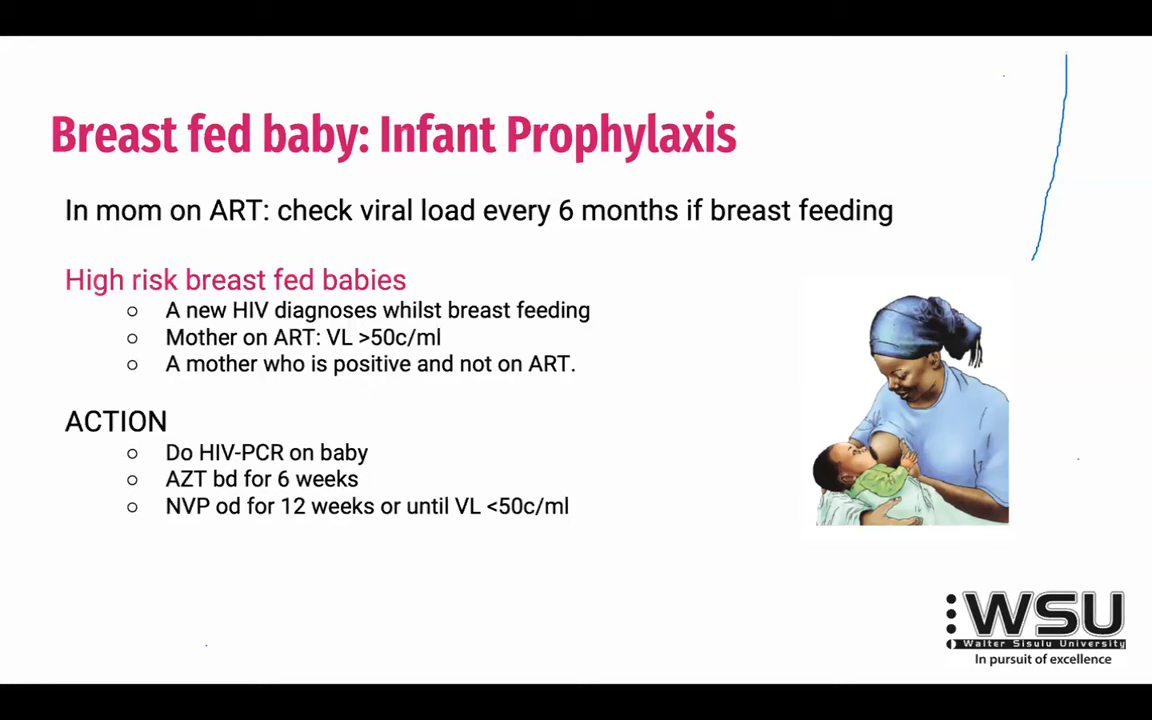 Breast fed baby: Infant Prophylaxis
In mom on ART: check viral load every 6 months if breast feeding
High risk breast fed babies
○ A new HIV diagnoses whilst breast feeding
○ Mother on ART: VL >50c/ml
○ A mother who is positive and not on ART.
ACTION
○ Do HIV-PCR on baby
○ AZT bd for 6 weeks
○ NVP od for 12 weeks or until VL <50c/ml
WSU
Walter Sisulu University
In pursuit of excellence